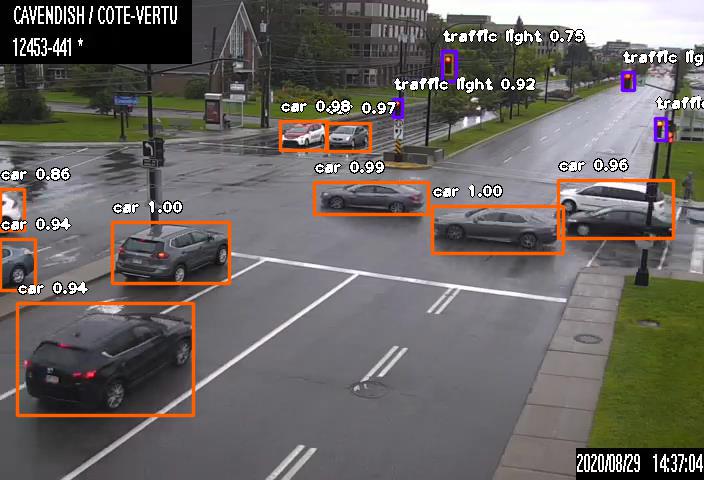 CAVENDISH / COTE-VERTU
12453-441 *
traffic light 0.75
traffic
traffic light 0.92
traffi
car 0.98
0.97
car 0.99
car 0.96
car 0.86
car 1.00
car 1.00
car 0.94
car 0.94
2020/08/29 14:37:04